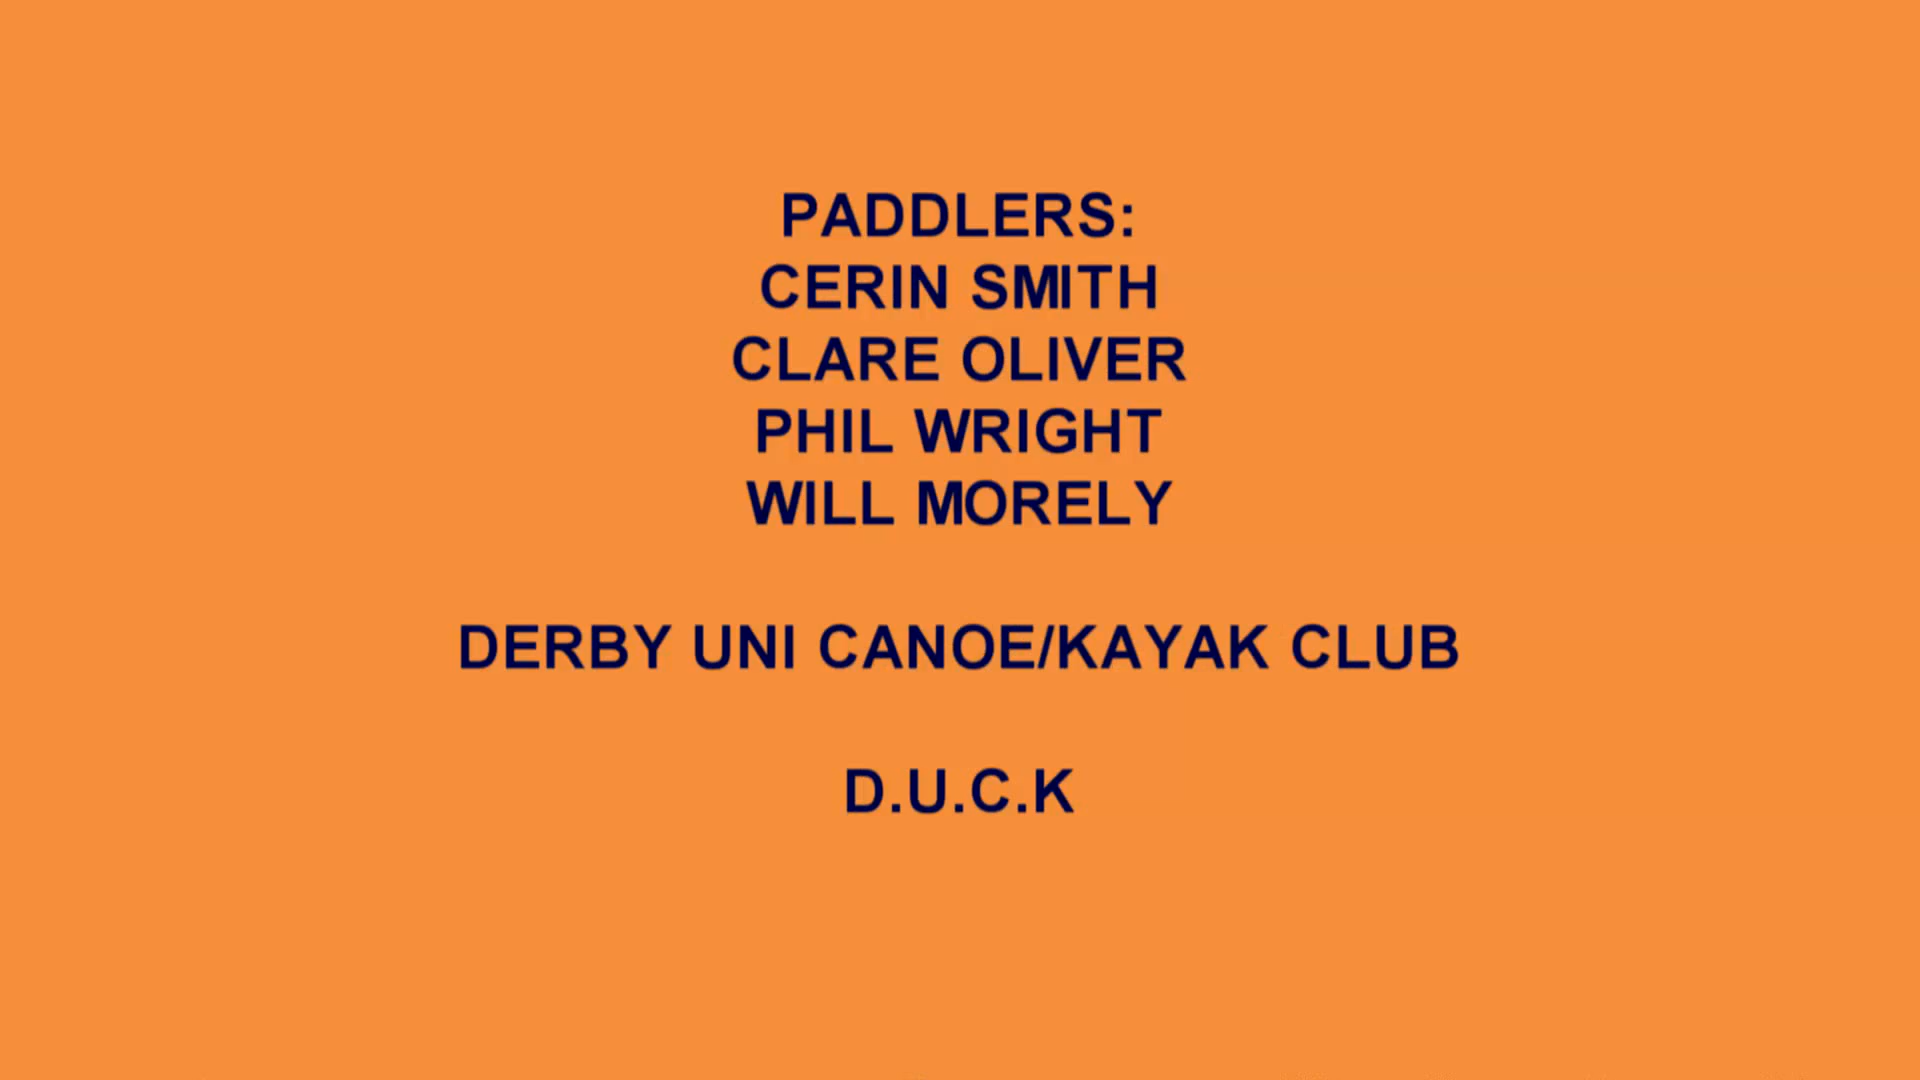 PADDLERS:
CERIN SMITH
CLARE OLIVER
PHIL WRIGHT
WILL MORELY
DERBY UNI CANOE/KAYAK CLUB
D.U.C.K